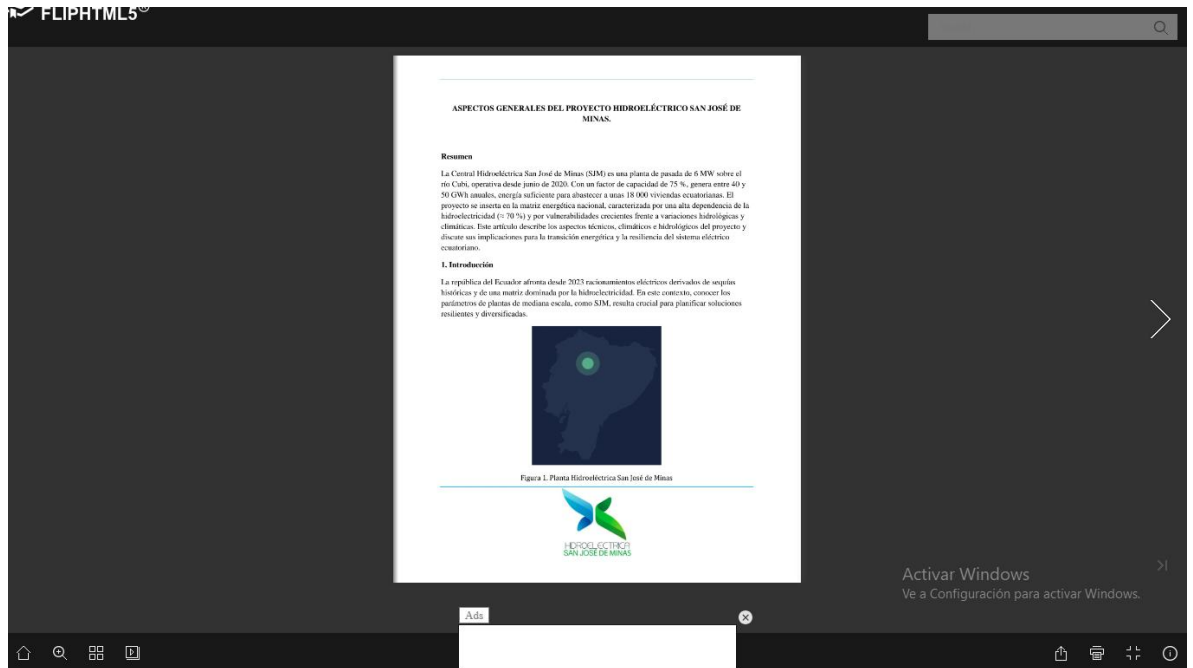 FLIPHTML5®
ASPECTOS GENERALES DEL PROYECTO HIDROELÉCTRICO SAN JOSÉ DE
MINAS.
Resumen
La Central Hidroeléctrica San José de Minas (SJM) es una planta de pasada de 6 MW sobre el
río Cubi, operativa desde junio de 2020. Con un factor de capacidad de 75 %, genera entre 40 y
50 GWh anuales, energía suficiente para abastecer a unas 18 000 viviendas ecuatorianas. El
proyecto se inserta en la matriz energética nacional, caracterizada por una alta dependencia de la
hidroelectricidad (≈ 70 %) y por vulnerabilidades crecientes frente a variaciones hidrológicas y
climáticas. Este artículo describe los aspectos técnicos, climáticos e hidrológicos del proyecto y
discute sus implicaciones para la transición energética y la resiliencia del sistema eléctrico
ecuatoriano.
1. Introducción
La república del Ecuador afronta desde 2023 racionamientos eléctricos derivados de sequías
históricas y de una matriz dominada por la hidroelectricidad. En este contexto, conocer los
parámetros de plantas de mediana escala, como SJM, resulta crucial para planificar soluciones
resilientes y diversificadas.
Figura 1. Planta Hidroeléctrica San José de Minas
HIDROELECTRICA
SAN JOSE DE MINAS
Activar Windows
Ve a Configuración para activar Windows.
Ads